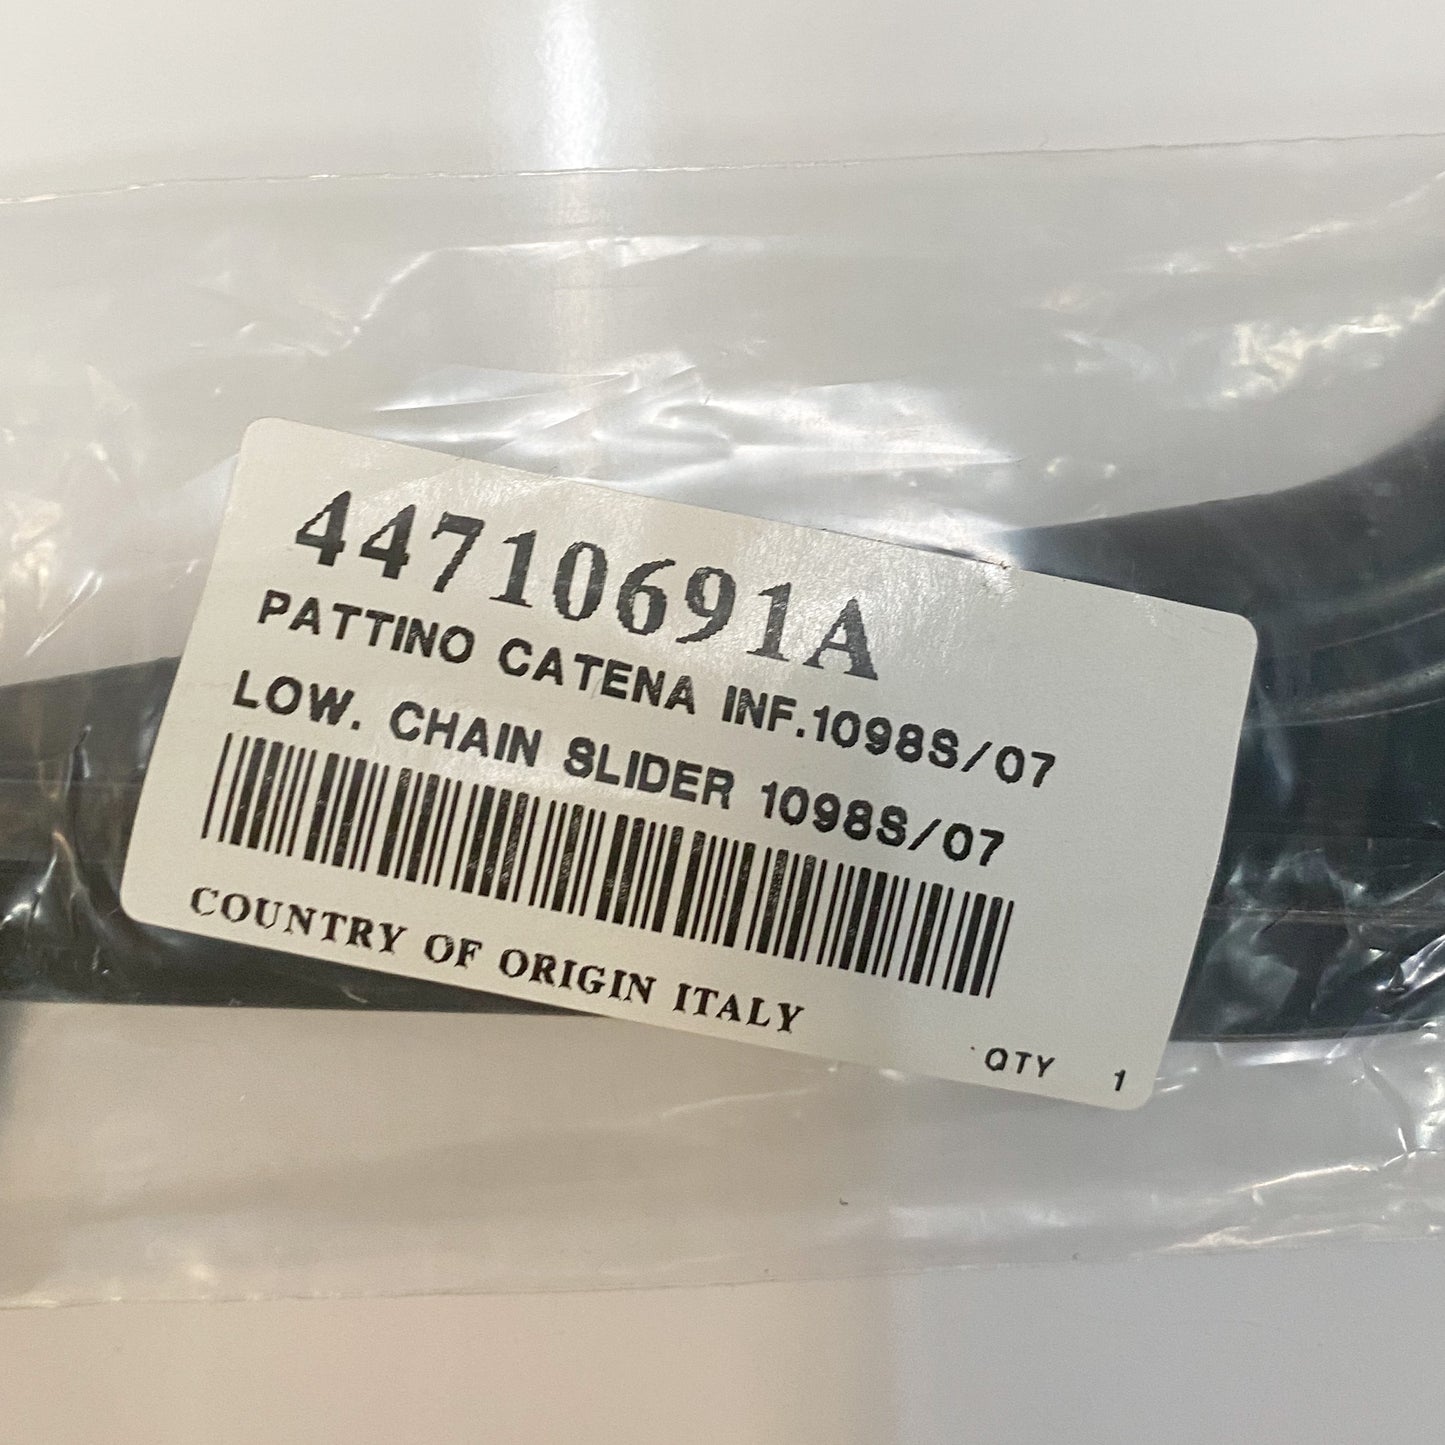 44710691A
PATTINO CATENA INF.1098S/07
LOW. CHAIN SLIDER 1098S/07
COUNTRY OF ORIGIN ITALY
QTY 1